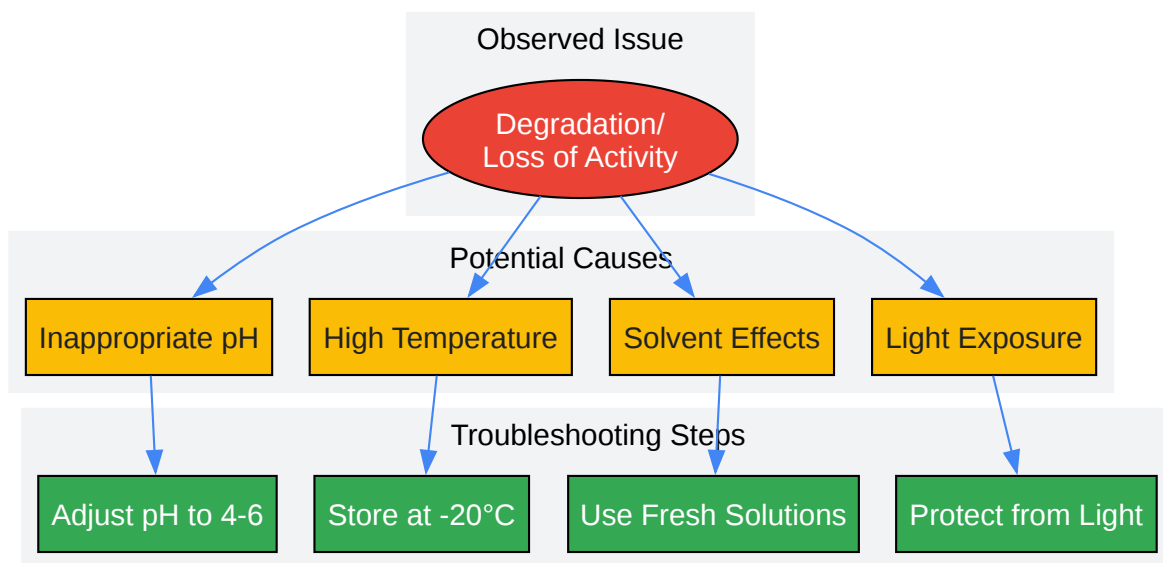 Observed Issue
Degradation/
Loss of Activity
Potential Causes
Inappropriate pH
High Temperature
Solvent Effects
Light Exposure
Troubleshooting Steps
Adjust pH to 4-6
Store at -20°C
Use Fresh Solutions
Protect from Light